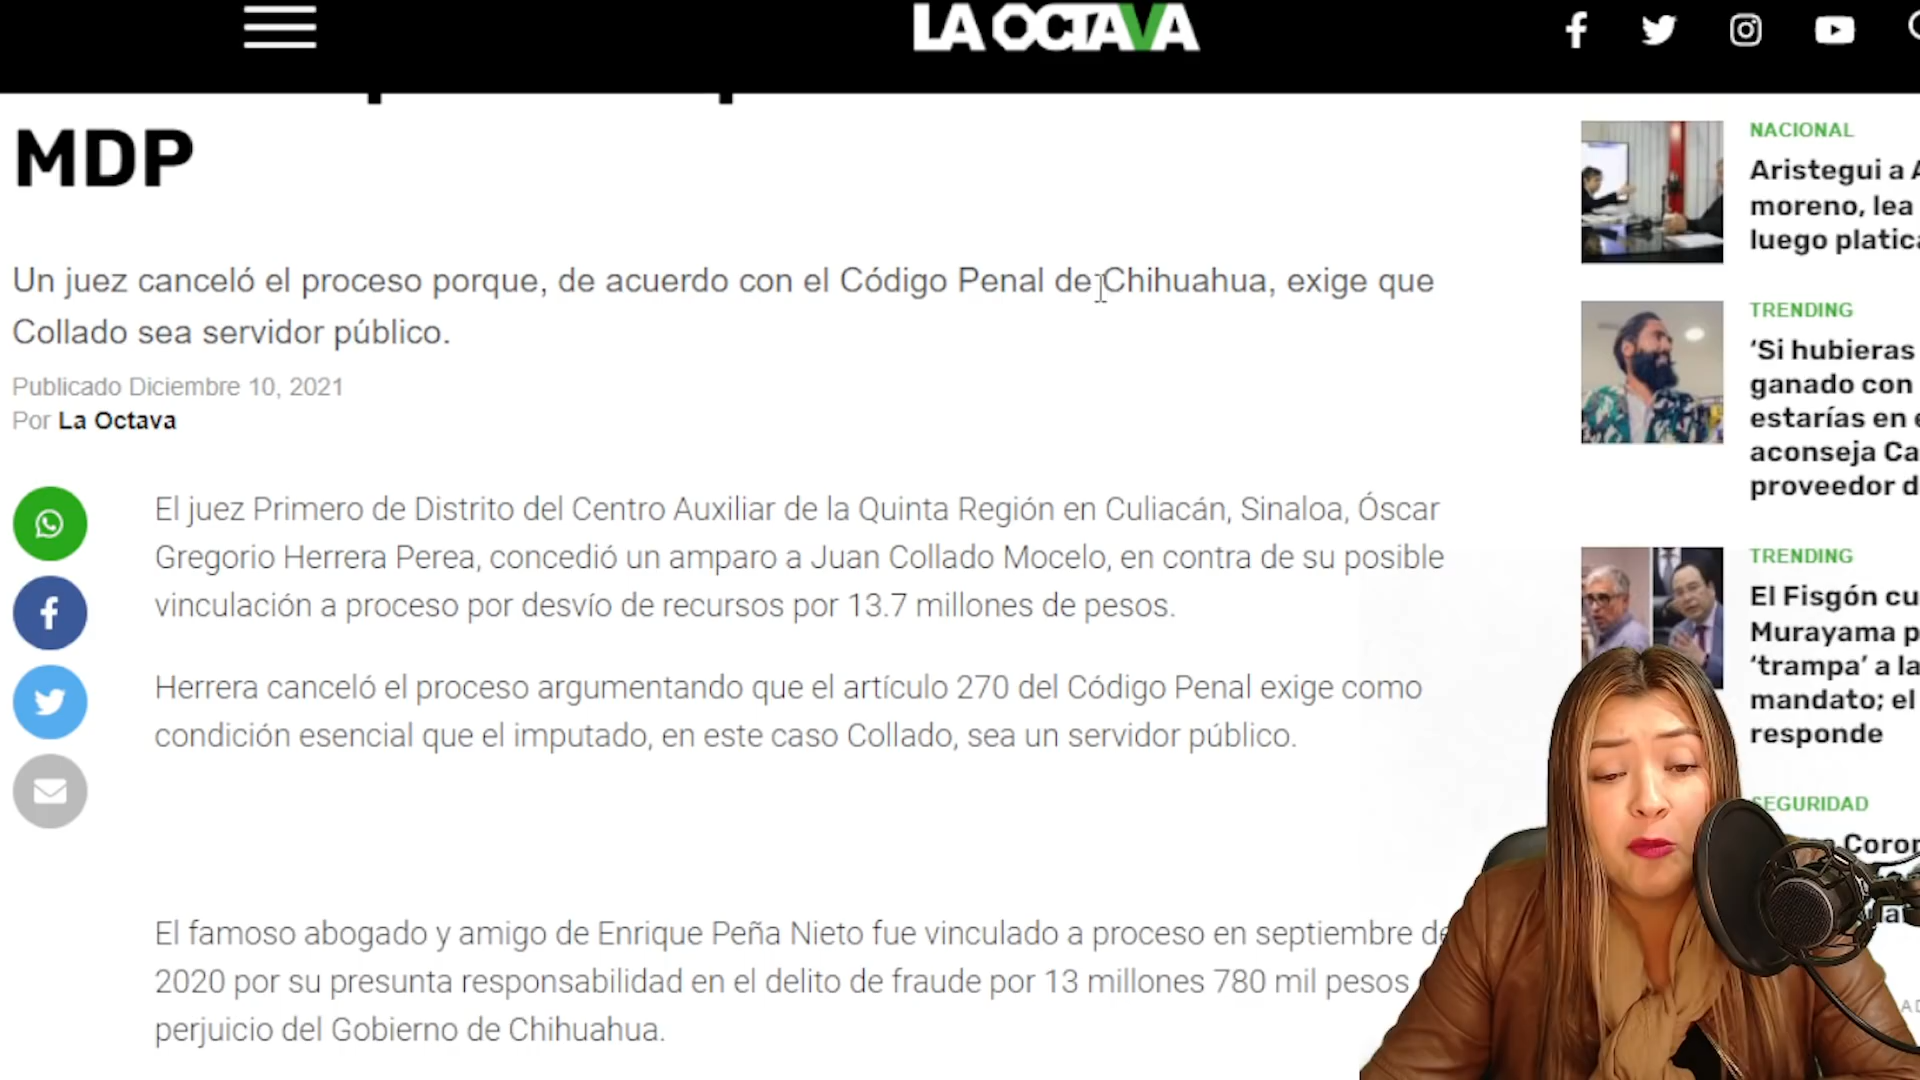 LA OCTAVA
MDP
Un juez canceló el proceso porque, de acuerdo con el Código Penal de Chihuahua, exige que
Collado sea servidor público.
Publicado Diciembre 10, 2021
Por La Octava
El juez Primero de Distrito del Centro Auxiliar de la Quinta Región en Culiacán, Sinaloa, Óscar
Gregorio Herrera Perea, concedió un amparo a Juan Collado Mocelo, en contra de su posible
vinculación a proceso por desvío de recursos por 13.7 millones de pesos.
Herrera canceló el proceso argumentando que el artículo 270 del Código Penal exige como
condición esencial que el imputado, en este caso Collado, sea un servidor público.
El famoso abogado y amigo de Enrique Peña Nieto fue vinculado a proceso en septiembre de
2020 por su presunta responsabilidad en el delito de fraude por 13 millones 780 mil pesos
perjuicio del Gobierno de Chihuahua.
NACIONAL
Aristegui a A
moreno, lea
luego platica
TRENDING
‘Si hubieras
ganado con
estarías en e
aconseja Ca
proveedor d
TRENDING
El Fisgón cu
Murayama p
‘trampa’ a la
mandato; el
responde
SEGURIDAD
Coror